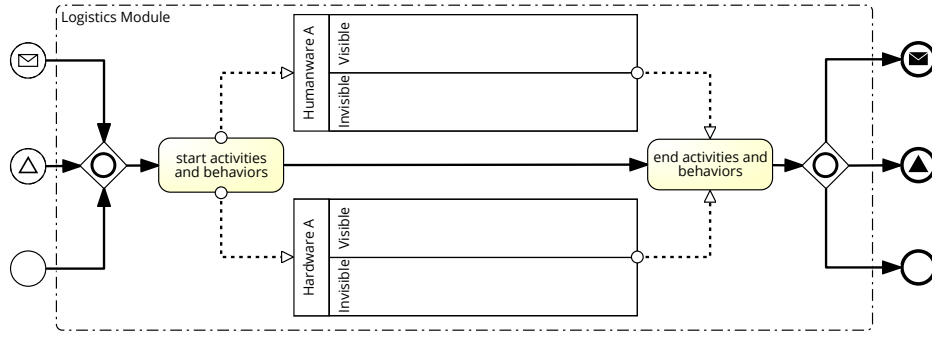 Logistics Module
Humanware A
Visible
Invisible
start activities
and behaviors
end activities and
behaviors
Hardware A
Visible
Invisible